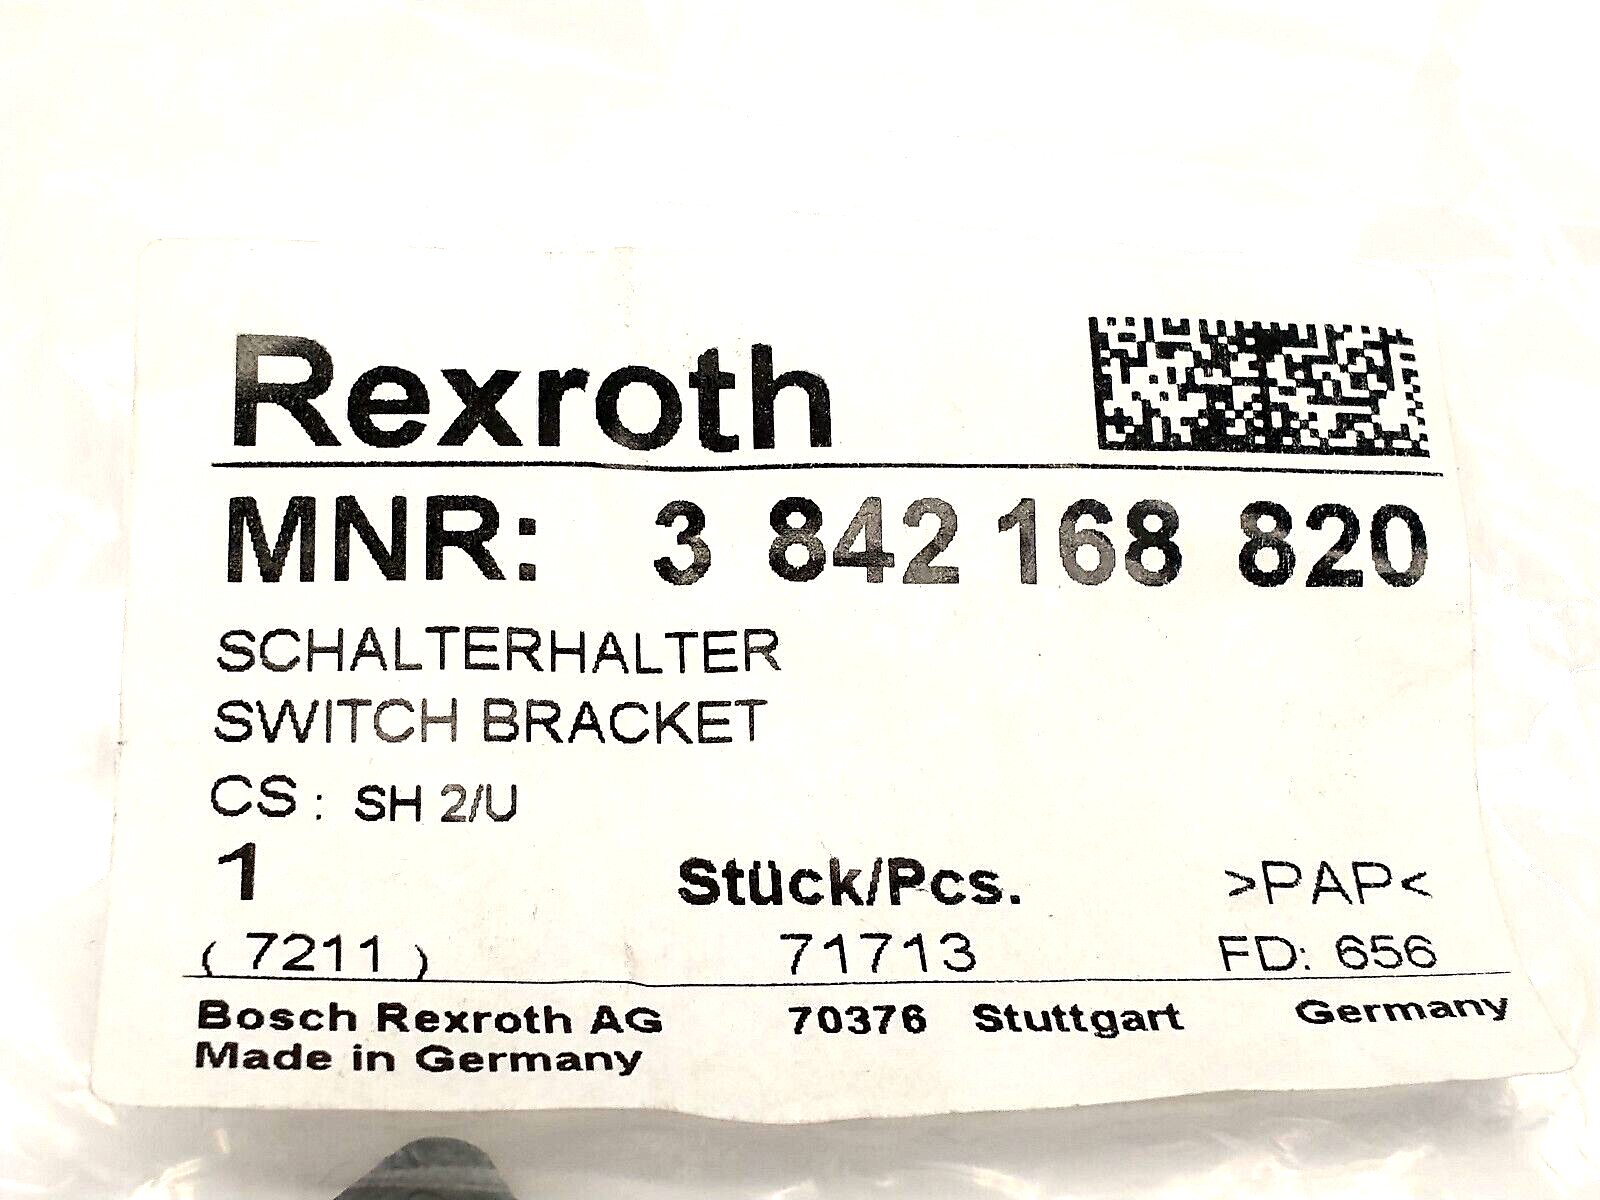 Rexroth
MNR: 3 842 168 820
SCHALTERHALTER
SWITCH BRACKET
CS: SH 2/U
1 Stück/Pcs. >PAP<
( 7211 ) 71713 FD: 656
Bosch Rexroth AG 70376 Stuttgart Germany
Made in Germany